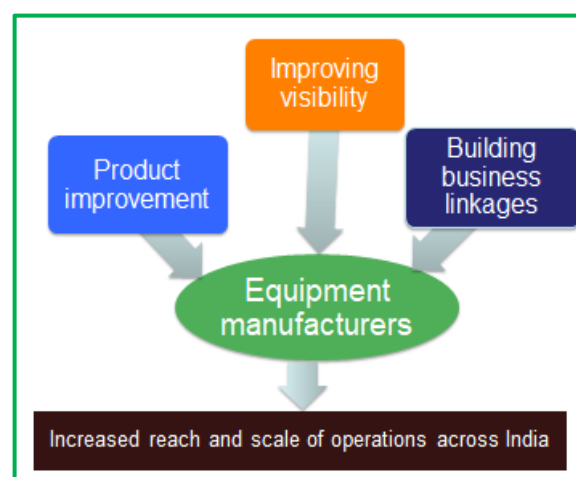 Improving
visibility
Product
improvement
Building
business
linkages
Equipment
manufacturers
Increased reach and scale of operations across India